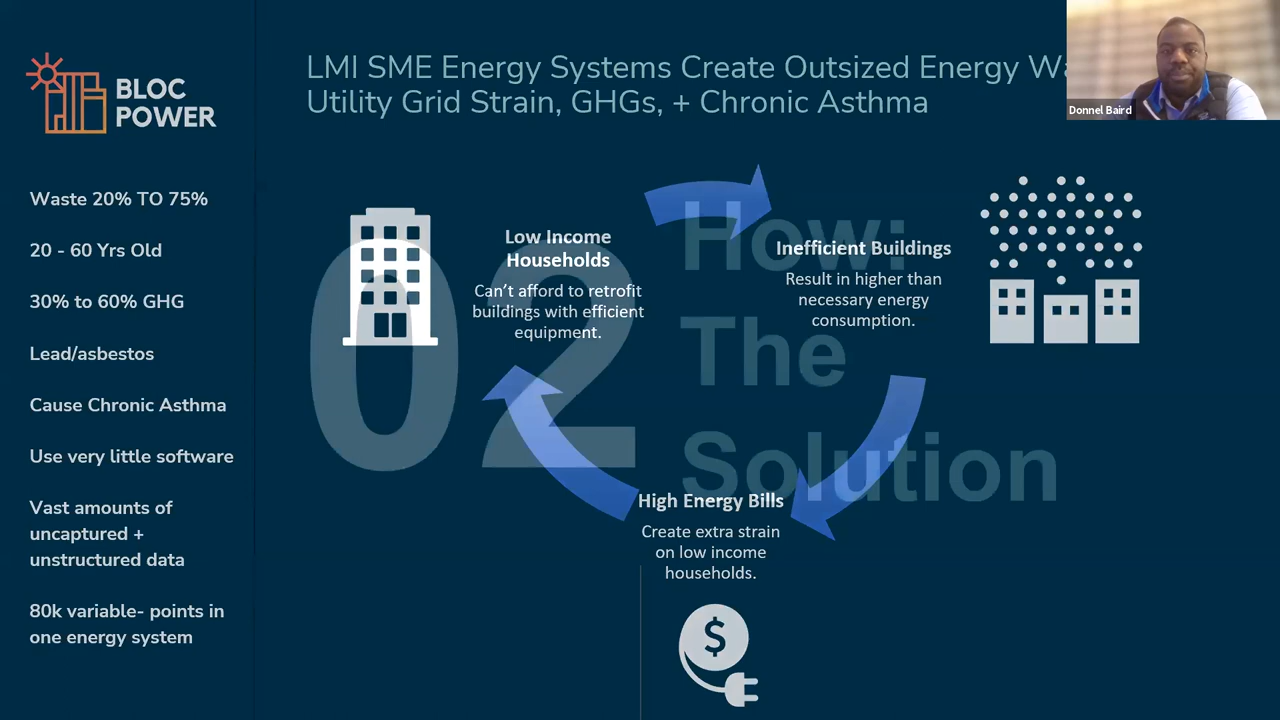 BLOC
POWER
LMI SME Energy Systems Create Outsized Energy
Utility Grid Strain, GHGs, + Chronic Asthma
Donnel Baird
Waste 20% TO 75%
20 - 60 Yrs Old
30% to 60% GHG
Lead/asbestos
Cause Chronic Asthma
Use very little software
Vast amounts of
uncaptured +
unstructured data
80k variable- points in
one energy system
02
How:
The
Solution
Low Income
Households
Can’t afford to retrofit
buildings with efficient
equipment.
Inefficient Buildings
Result in higher than
necessary energy
consumption.
High Energy Bills
Create extra strain
on low income
households.
$